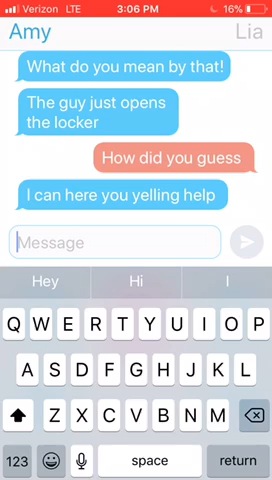 Verizon LTE 3:06 PM 16%
Amy Lia
What do you mean by that!
The guy just opens
the locker
How did you guess
I can here you yelling help
Message
Hey Hi I
Q W E R T Y U I O P
A S D F G H J K L
Z X C V B N M
123 space return